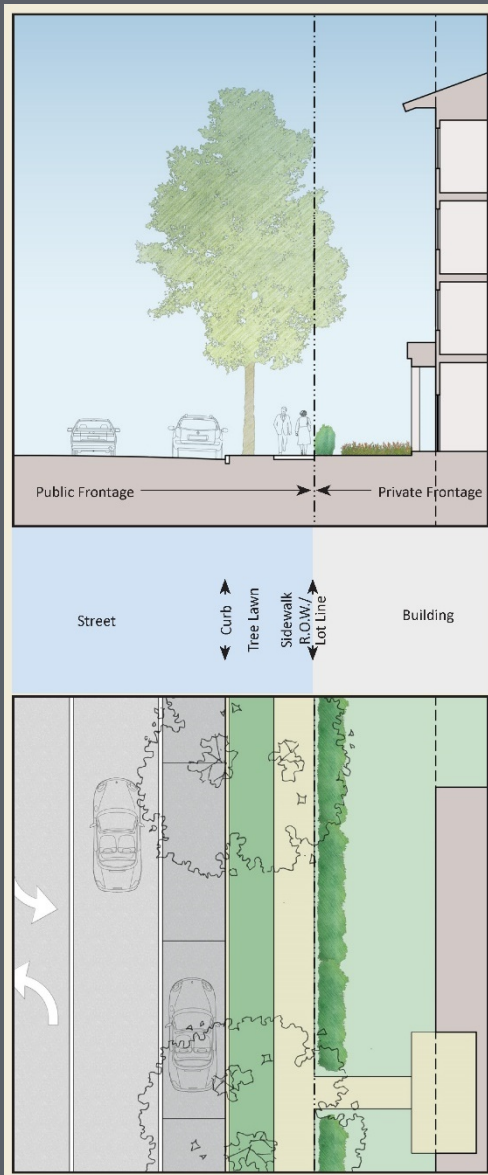 Public Frontage
Private Frontage
Street
Curb
Tree Lawn
Sidewalk
R.O.W./
Lot Line
Building